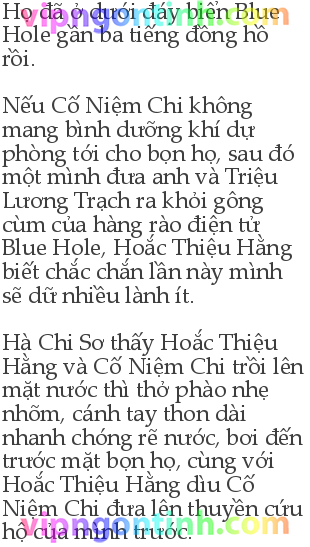 Họ đã ở dưới đáy biển Blue
Hole gần ba tiếng đồng hồ
rồi.
Nếu Cố Niệm Chi không
mang bình dưỡng khí dự
phòng tới cho bọn họ, sau đó
một mình đưa anh và Triệu
Lương Trạch ra khỏi gông
cùm của hàng rào điện tử
Blue Hole, Hoắc Thiệu Hằng
biết chắc chắn lần này mình
sẽ dữ nhiều lành ít.
Hà Chi Sơ thấy Hoắc Thiệu
Hằng và Cố Niệm Chi trồi lên
mặt nước thì thở phào nhẹ
nhõm, cánh tay thon dài
nhanh chóng rẽ nước, bơi đến
trước mặt bọn họ, cùng với
Hoắc Thiệu Hằng dìu Cố
Niệm Chi đưa lên thuyền cứu
hộ của mình trước.
vipngontinh.com
vipngontinh.com